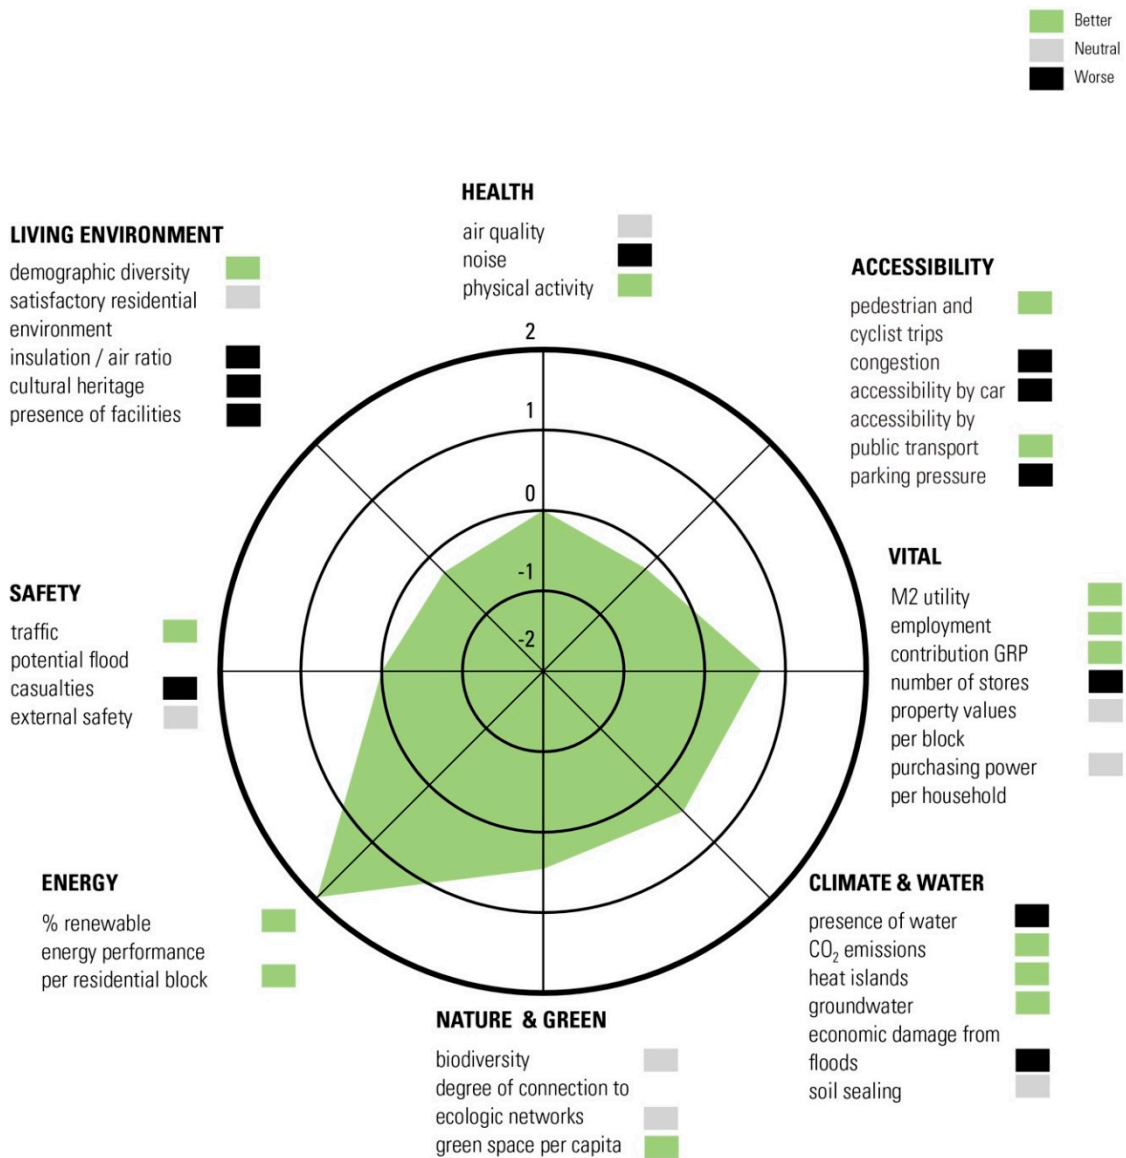 Better
Neutral
Worse
HEALTH
air quality
noise
physical activity
LIVING ENVIRONMENT
demographic diversity
satisfactory residential
environment
insulation / air ratio
cultural heritage
presence of facilities
ACCESSIBILITY
pedestrian and
cyclist trips
congestion
accessibility by car
accessibility by
public transport
parking pressure
2
1
0
-1
-2
SAFETY
traffic
potential flood
casualties
external safety
VITAL
M2 utility
employment
contribution GRP
number of stores
property values
per block
purchasing power
per household
ENERGY
% renewable
energy performance
per residential block
CLIMATE & WATER
presence of water
CO₂ emissions
heat islands
groundwater
economic damage from
floods
soil sealing
NATURE & GREEN
biodiversity
degree of connection to
ecologic networks
green space per capita